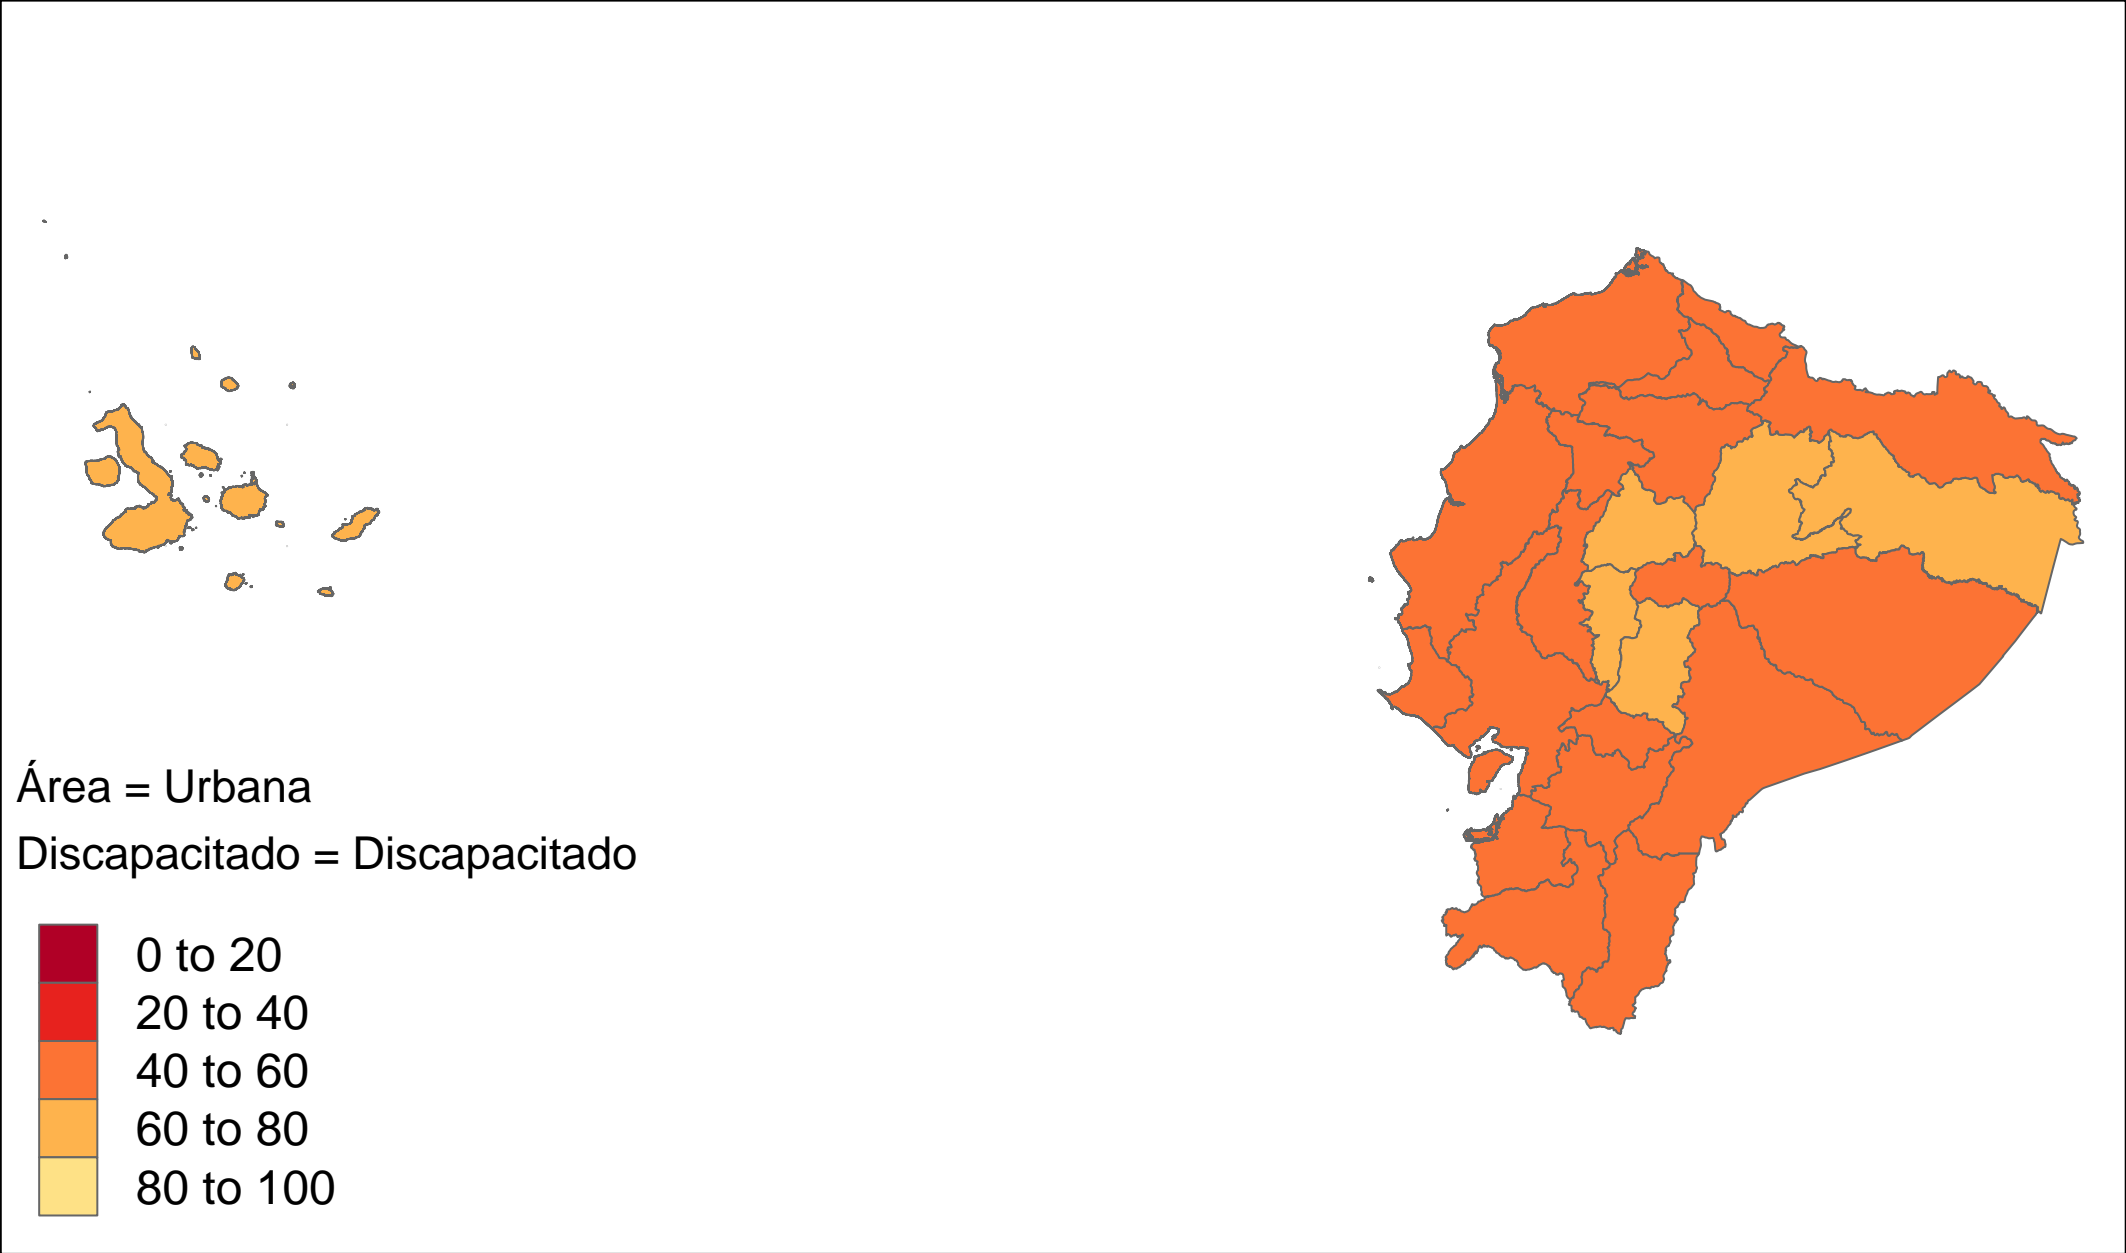 Área = Urbana
Discapacitado = Discapacitado
0 to 20
20 to 40
40 to 60
60 to 80
80 to 100